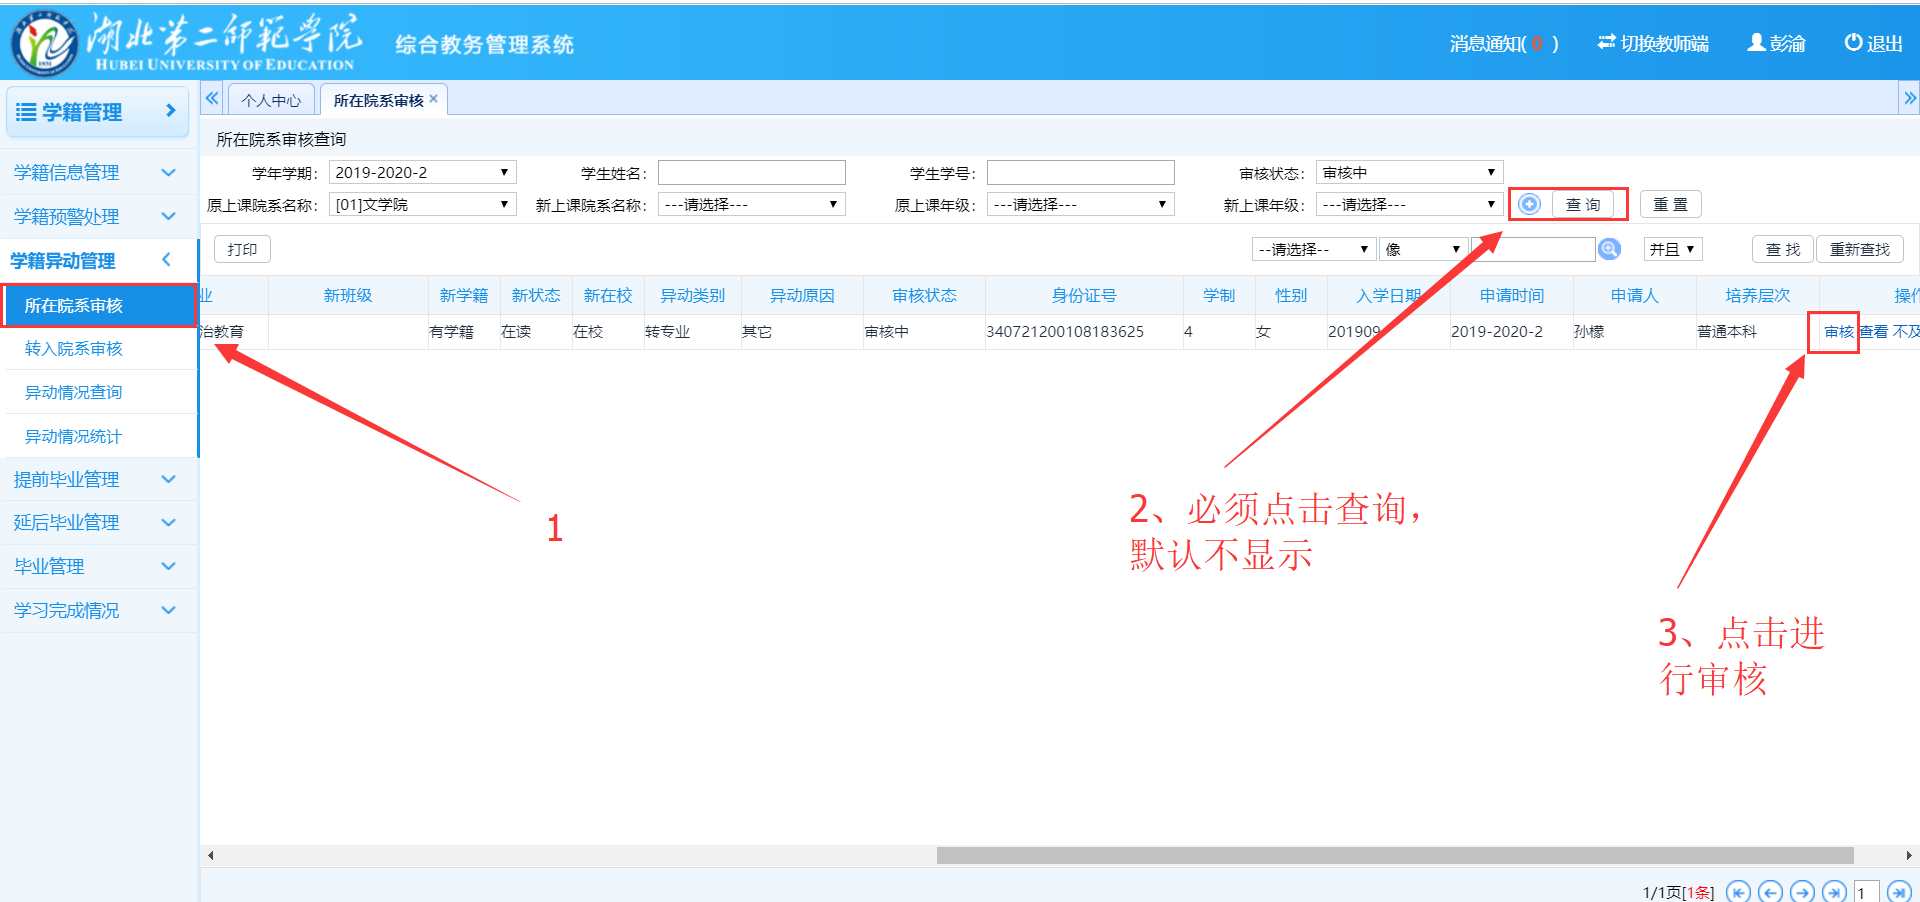 湖北第二师范学院
HUBEI UNIVERSITY OF EDUCATION
综合教务管理系统
消息通知( 0 ) 切换教师端 彭渝 退出
学籍管理
个人中心 所在院系审核
所在院系审核查询
学年学期: 2019-2020-2 学生姓名: 学生学号: 审核状态: 审核中
原上课院系名称: [01]文学院 新上课院系名称: ---请选择--- 原上课年级: ---请选择--- 新上课年级: ---请选择--- 查 询 重 置
打印 --请选择-- 像 并且 查 找 重新查找
业 新班级 新学籍 新状态 新在校 异动类别 异动原因 审核状态 身份证号 学制 性别 入学日期 申请时间 申请人 培养层次 操作
治教育 有学籍 在读 在校 转专业 其它 审核中 340721200108183625 4 女 201909 2019-2020-2 孙檬 普通本科 审核 查看 不及
学籍信息管理
学籍预警处理
学籍异动管理
所在院系审核
转入院系审核
异动情况查询
异动情况统计
提前毕业管理
延后毕业管理
毕业管理
学习完成情况
1
2、必须点击查询,
默认不显示
3、点击进
行审核
1/1页[1条] 1